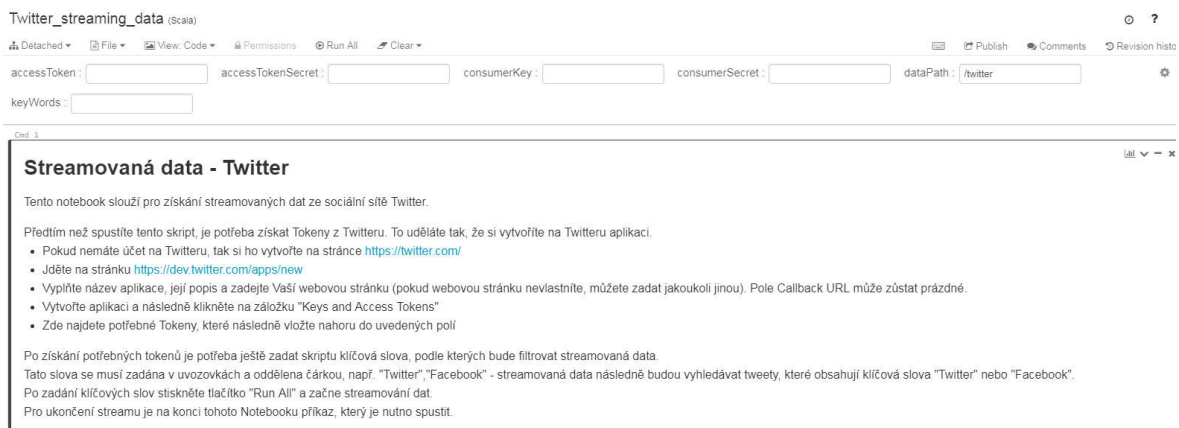 Twitter_streaming_data (Scala)
?
Detached File View: Code Permissions Run All Clear Publish Comments Revision histo
accessToken : accessTokenSecret : consumerKey : consumerSecret : dataPath : /twitter
keyWords :
Cmd 1
Streamovaná data - Twitter
Tento notebook slouží pro získání streamovaných dat ze sociální sítě Twitter.
Předtím než spustíte tento skript, je potřeba získat Tokeny z Twitteru. To uděláte tak, že si vytvoříte na Twitteru aplikaci.
• Pokud nemáte účet na Twitteru, tak si ho vytvořte na stránce https://twitter.com/
• Jděte na stránku https://dev.twitter.com/apps/new
• Vyplňte název aplikace, její popis a zadejte Vaší webovou stránku (pokud webovou stránku nevlastníte, můžete zadat jakoukoli jinou). Pole Callback URL může zůstat prázdné.
• Vytvořte aplikaci a následně klikněte na záložku "Keys and Access Tokens"
• Zde najdete potřebné Tokeny, které následně vložte nahoru do uvedených polí
Po získání potřebných tokenů je potřeba ještě zadat skriptu klíčová slova, podle kterých bude filtrovat streamovaná data.
Tato slova se musí zadána v uvozovkách a oddělena čárkou, např. "Twitter","Facebook" - streamovaná data následně budou vyhledávat tweety, které obsahují klíčová slova "Twitter" nebo "Facebook".
Po zadání klíčových slov stiskněte tlačítko "Run All" a začne streamování dat.
Pro ukončení streamu je na konci tohoto Notebooku příkaz, který je nutno spustit.